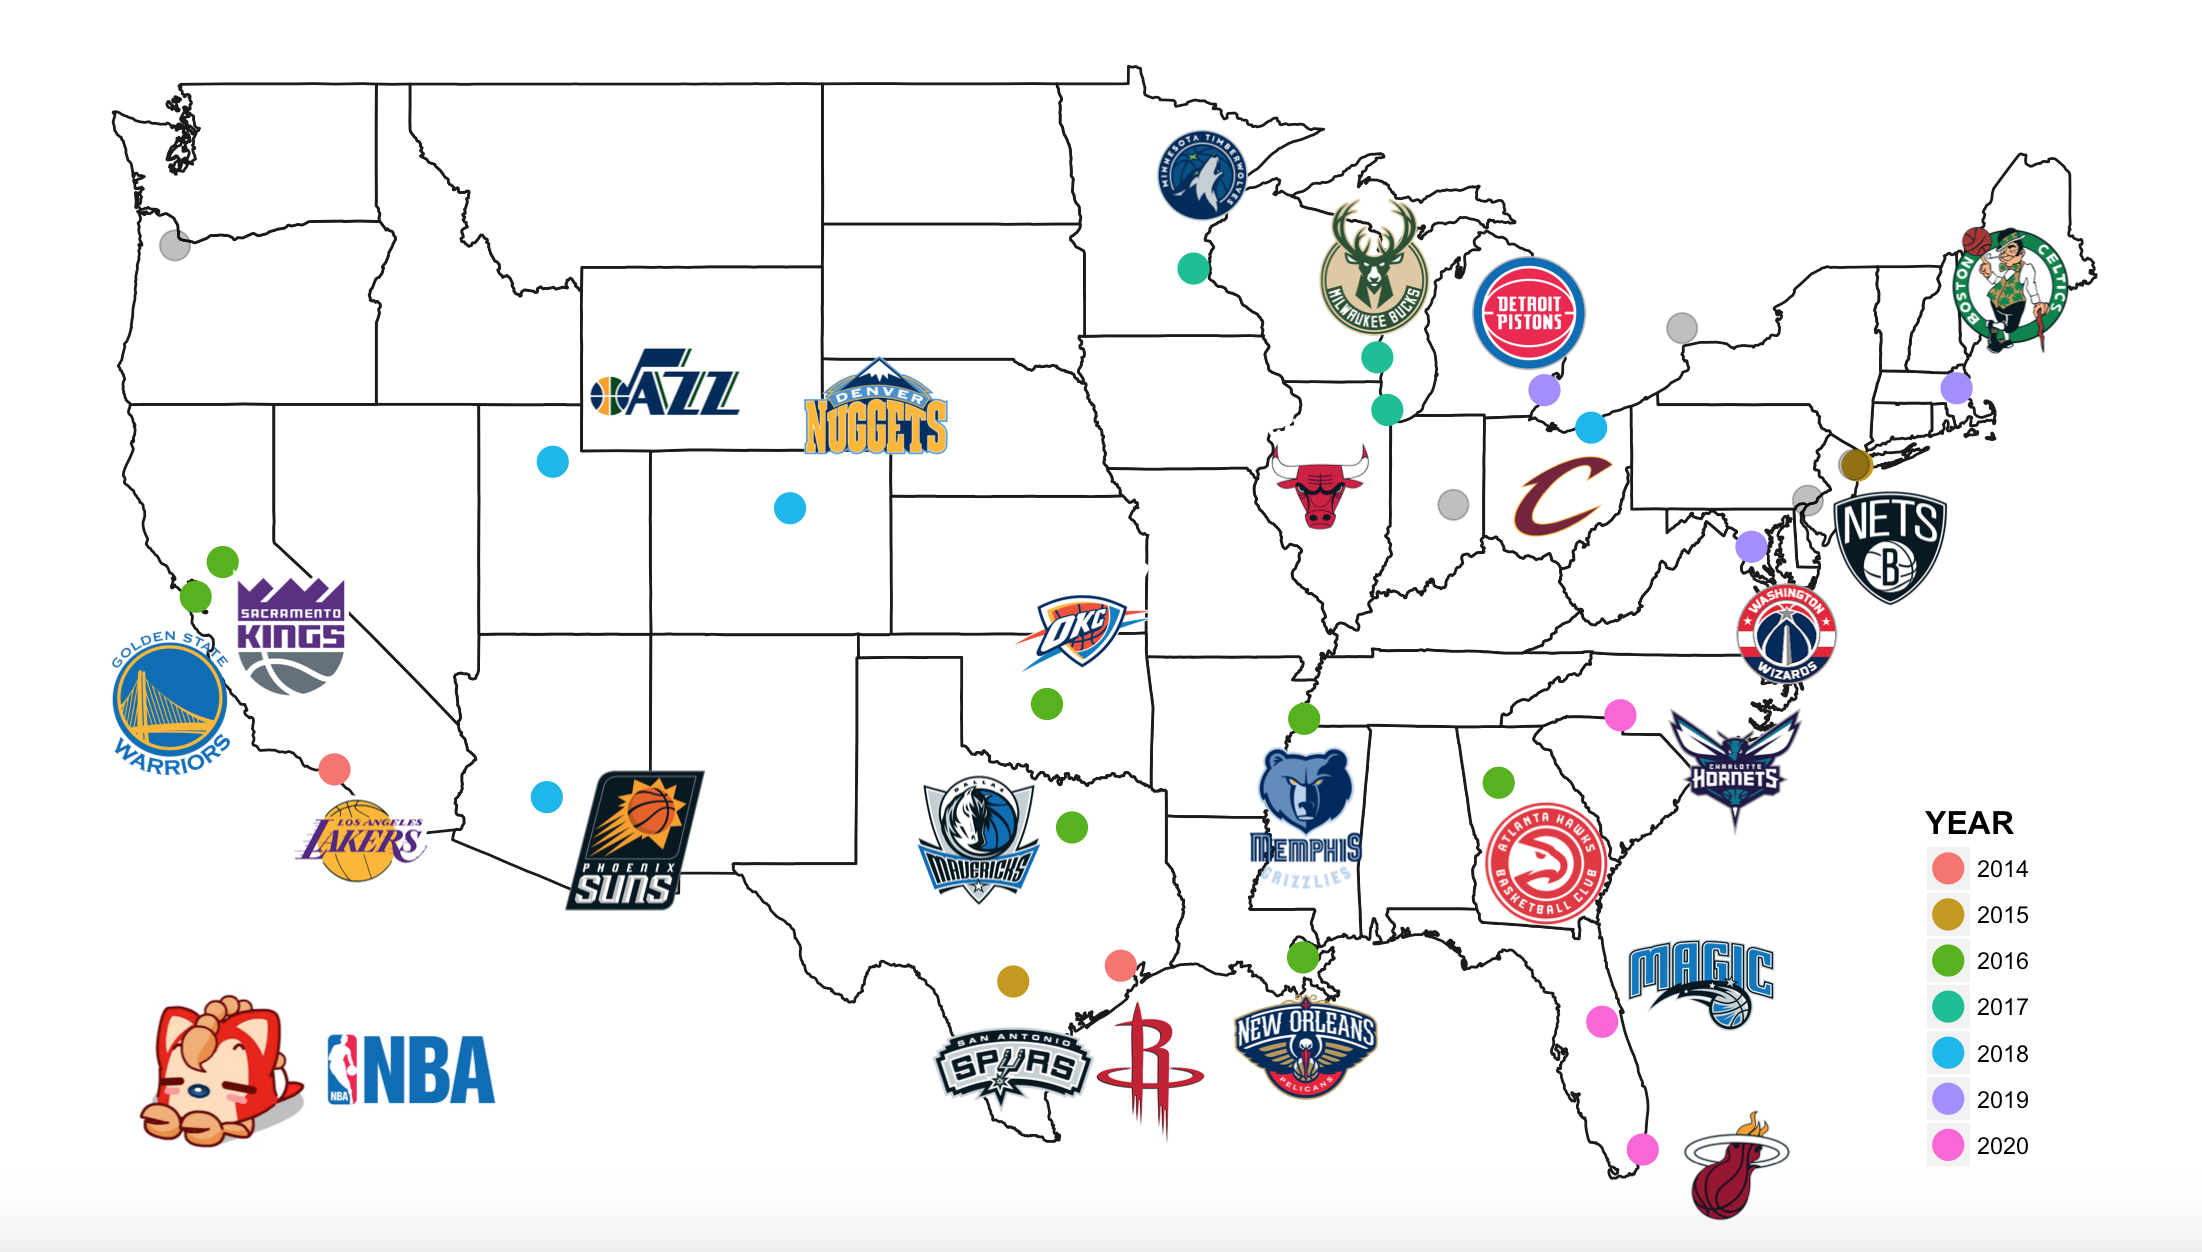 MINNESOTA TIMBERWOLVES
MILWAUKEE BUCKS
DETROIT
PISTONS
BOSTON CELTICS
JAZZ
DENVER
NUGGETS
C
NETS
B
SACRAMENTO
KINGS
GOLDEN STATE
WARRIORS
OKC
WASHINGTON
WIZARDS
CHARLOTTE
HORNETS
LOS ANGELES
LAKERS
PHOENIX
SUNS
DALLAS
MAVERICKS
MEMPHIS
GRIZZLIES
ATLANTA HAWKS
BASKETBALL CLUB
MAGIC
SAN ANTONIO
SPURS
R
NEW ORLEANS
PELICANS
NBA
NBA
YEAR
2014
2015
2016
2017
2018
2019
2020